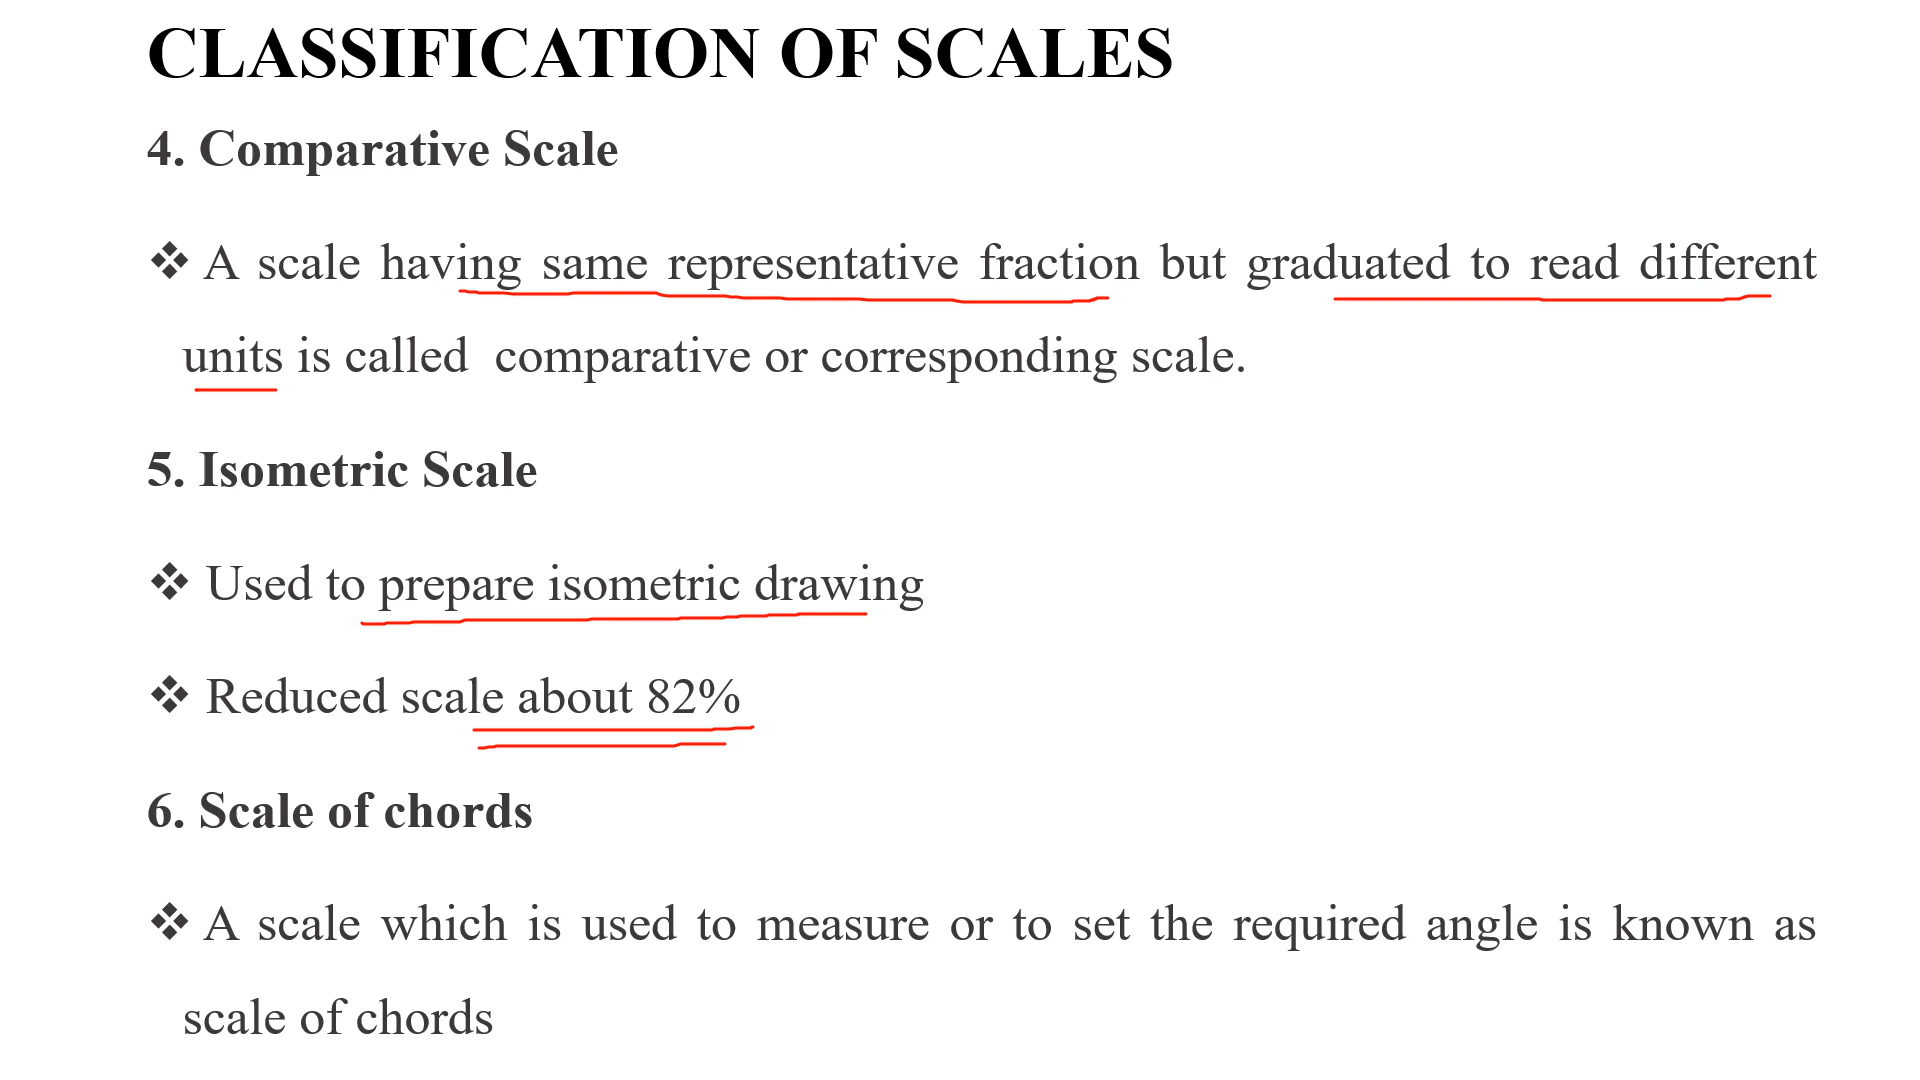 CLASSIFICATION OF SCALES
4. Comparative Scale
❖ A scale having same representative fraction but graduated to read different
units is called  comparative or corresponding scale.
5. Isometric Scale
❖ Used to prepare isometric drawing
❖ Reduced scale about 82%
6. Scale of chords
❖ A scale which is used to measure or to set the required angle is known as
scale of chords